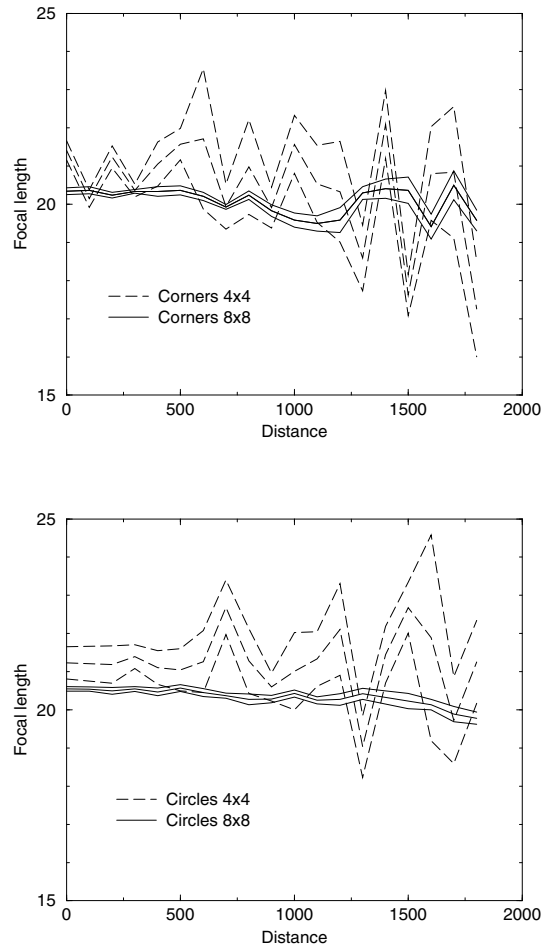 25
20
15
Focal length
Corners 4x4
Corners 8x8
0 500 1000 1500 2000
Distance
25
20
15
Focal length
Circles 4x4
Circles 8x8
0 500 1000 1500 2000
Distance